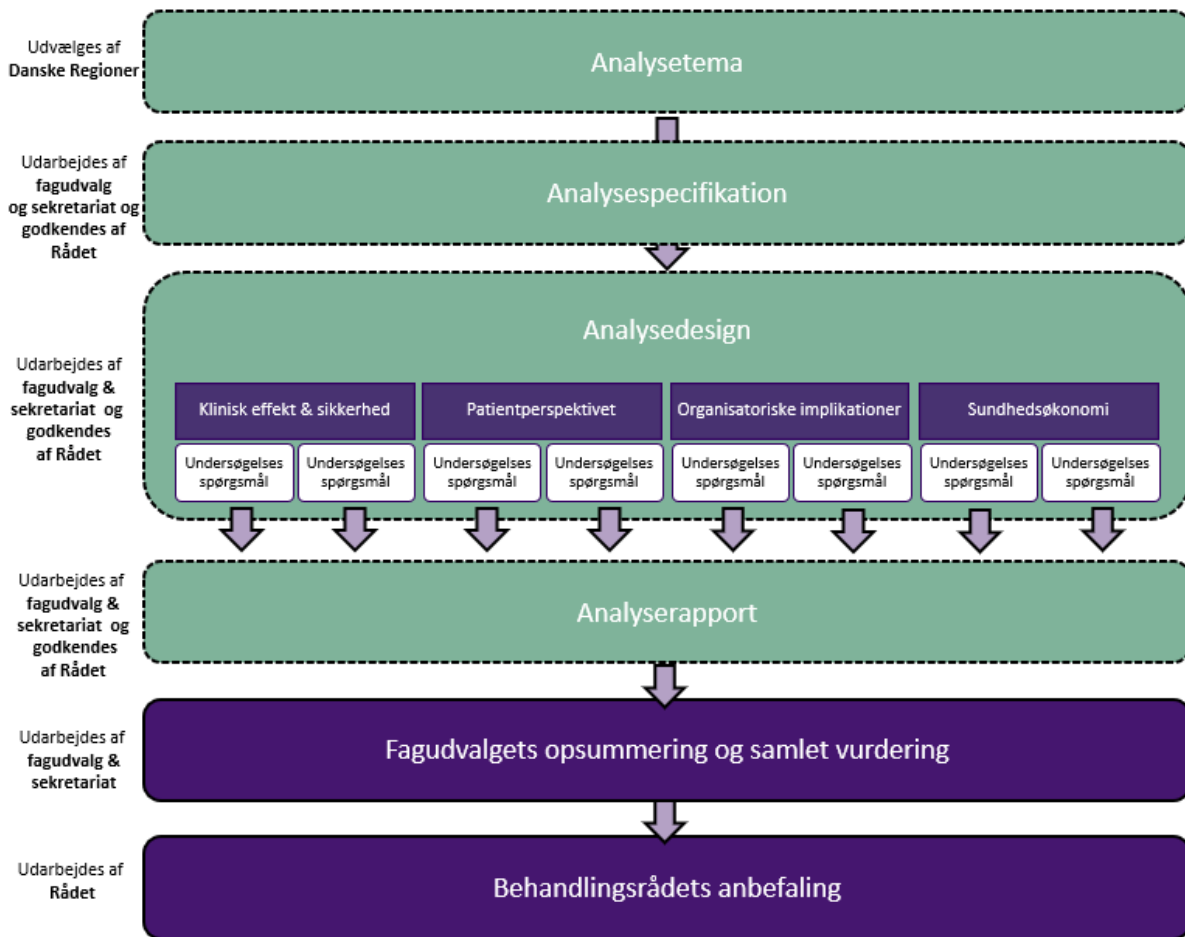 Udvælges af
Danske Regioner
Analysetema
Udarbejdes af
fagudvalg
og sekretariat og
godkendes af
Rådet
Analysespecifikation
Udarbejdes af
fagudvalg &
sekretariat og
godkendes
af Rådet
Analysedesign
Klinisk effekt & sikkerhed
Patientperspektivet
Organisatoriske implikationer
Sundhedsøkonomi
Undersøgelses
spørgsmål
Undersøgelses
spørgsmål
Undersøgelses
spørgsmål
Undersøgelses
spørgsmål
Undersøgelses
spørgsmål
Undersøgelses
spørgsmål
Undersøgelses
spørgsmål
Undersøgelses
spørgsmål
Udarbejdes af
fagudvalg &
sekretariat og
godkendes
af Rådet
Analyserapport
Udarbejdes af
fagudvalg &
sekretariat
Fagudvalgets opsummering og samlet vurdering
Udarbejdes af
Rådet
Behandlingsrådets anbefaling